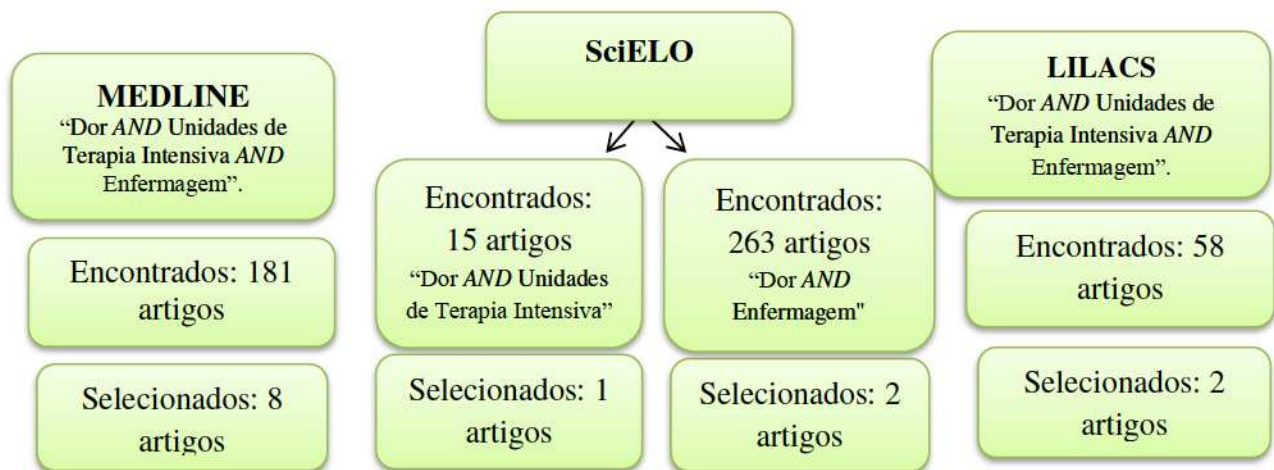 MEDLINE
“Dor AND Unidades de
Terapia Intensiva AND
Enfermagem”.
Encontrados: 181
artigos
Selecionados: 8
artigos
SciELO
Encontrados:
15 artigos
“Dor AND Unidades
de Terapia Intensiva”
Selecionados: 1
artigos
Encontrados:
263 artigos
“Dor AND
Enfermagem"
Selecionados: 2
artigos
LILACS
“Dor AND Unidades de
Terapia Intensiva AND
Enfermagem”.
Encontrados: 58
artigos
Selecionados: 2
artigos